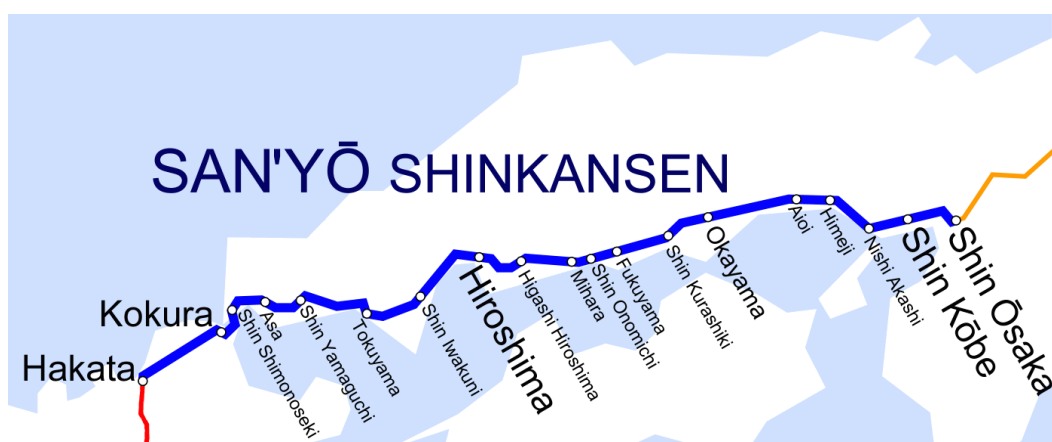 SAN'YŌ SHINKANSEN
Hakata
Kokura
Shin Shimonoseki
Asa
Shin Yamaguchi
Tokuyama
Shin Iwakuni
Hiroshima
Higashi Hiroshima
Mihara
Shin Onomichi
Fukuyama
Shin Kurashiki
Okayama
Aioi
Himeji
Nishi Akashi
Shin Kōbe
Shin Ōsaka